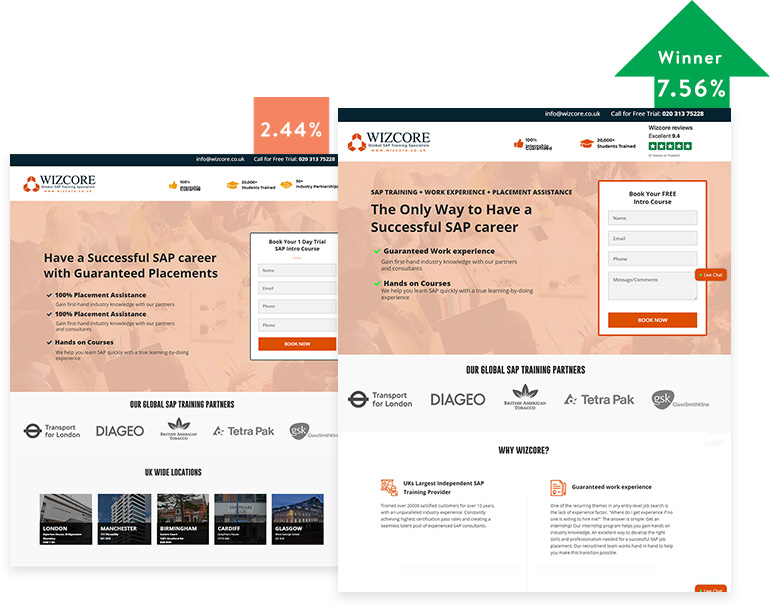 Winner
7.56%
2.44%
info@wizcore.co.uk Call for Free Trial: 020 313 75228
WIZCORE
Global SAP Training Specialists
www.wizcore.co.uk
100%
Guaranteed
20,000+
Students Trained
50+
Industry Partnerships
Have a Successful SAP career
with Guaranteed Placements
100% Placement Assistance
Gain first-hand industry knowledge with our partners
100% Placement Assistance
Gain first-hand industry knowledge with our partners
and consultants
Hands on Courses
We help you learn SAP quickly with a true learning-by-doing
experience
Book Your 1 Day Trial
SAP Intro Course
Name
Email
Phone
Phone
BOOK NOW
OUR GLOBAL SAP TRAINING PARTNERS
Transport
for London
DIAGEO
BRITISH AMERICAN
TOBACCO
Tetra Pak
gsk
GlaxoSmithKline
UK WIDE LOCATIONS
LONDON
MANCHESTER
BIRMINGHAM
CARDIFF
GLASGOW
info@wizcore.co.uk Call for Free Trial: 020 313 75228
WIZCORE
Global SAP Training Specialists
www.wizcore.co.uk
100%
Internship
Guaranteed
20,000+
Students Trained
Wizcore reviews
Excellent 9.4
SAP TRAINING + WORK EXPERIENCE + PLACEMENT ASSISTANCE
The Only Way to Have a
Successful SAP career
Guaranteed Work experience
Gain first-hand industry knowledge with our partners
and consultants
Hands on Courses
We help you learn SAP quickly with a true learning-by-doing
experience
Book Your FREE
Intro Course
Name
Email
Phone
Message/Comments
BOOK NOW
Live Chat
OUR GLOBAL SAP TRAINING PARTNERS
Transport
for London
DIAGEO
BRITISH AMERICAN
TOBACCO
Tetra Pak
gsk
GlaxoSmithKline
WHY WIZCORE?
UKs Largest Independent SAP
Training Provider
Trained over 20000 satisfied customers for over 10 years,
with an unparalleled industry experience. Constantly
achieving highest certification pass rates and creating a
seamless talent pool of experienced SAP consultants.
Guaranteed work experience
One of the recurring themes in any entry-level job search is
the lack of experience factor. "Where do I get experience if no
one is willing to hire me?" The answer is simple: Get an
Internship! Our internship program helps you gain hands on
industry knowledge. An excellent way to develop the right
skills and professionalism needed for a successful SAP job
placement. Our recruitment team works hand in hand to help
you make this transition possible.
Live Chat